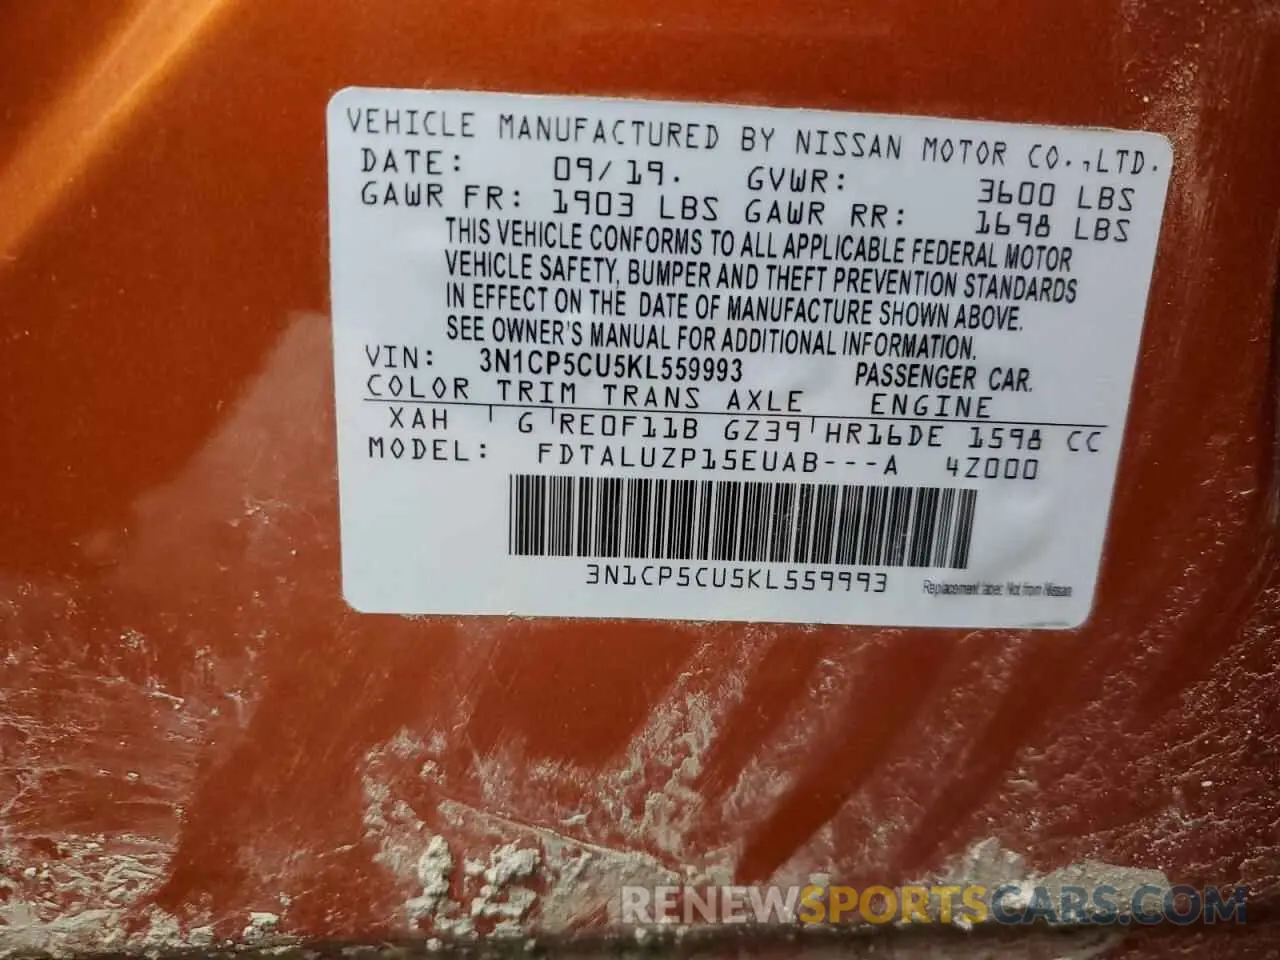 VEHICLE MANUFACTURED BY NISSAN MOTOR CO.,LTD.
DATE: 09/19. GVWR: 3600 LBS
GAWR FR: 1903 LBS GAWR RR: 1698 LBS
THIS VEHICLE CONFORMS TO ALL APPLICABLE FEDERAL MOTOR
VEHICLE SAFETY, BUMPER AND THEFT PREVENTION STANDARDS
IN EFFECT ON THE DATE OF MANUFACTURE SHOWN ABOVE.
SEE OWNER'S MANUAL FOR ADDITIONAL INFORMATION.
VIN: 3N1CP5CU5KL559993 PASSENGER CAR.
COLOR TRIM TRANS AXLE ENGINE
XAH G RE0F11B GZ39 HR16DE 1598 CC
MODEL: FDTALUZP15EUAB---A 4Z000
3N1CP5CU5KL559993
Replacement label: Not from Nissan
RENEWSPORTSCARS.COM